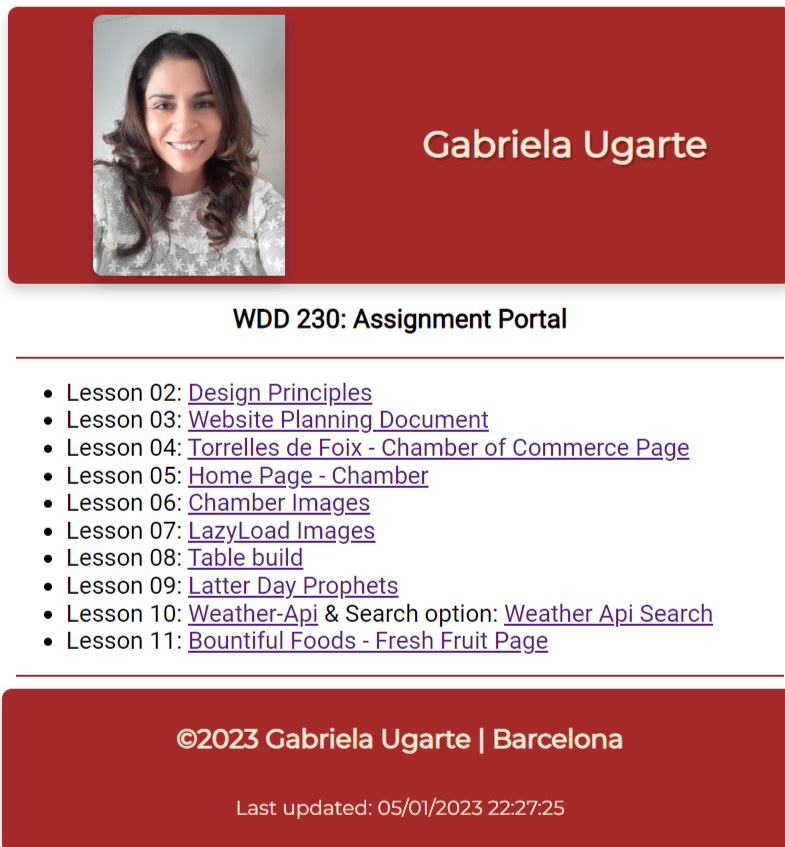 Gabriela Ugarte
WDD 230: Assignment Portal
Lesson 02: Design Principles
Lesson 03: Website Planning Document
Lesson 04: Torrelles de Foix - Chamber of Commerce Page
Lesson 05: Home Page - Chamber
Lesson 06: Chamber Images
Lesson 07: LazyLoad Images
Lesson 08: Table build
Lesson 09: Latter Day Prophets
Lesson 10: Weather-Api & Search option: Weather Api Search
Lesson 11: Bountiful Foods - Fresh Fruit Page
©2023 Gabriela Ugarte | Barcelona
Last updated: 05/01/2023 22:27:25